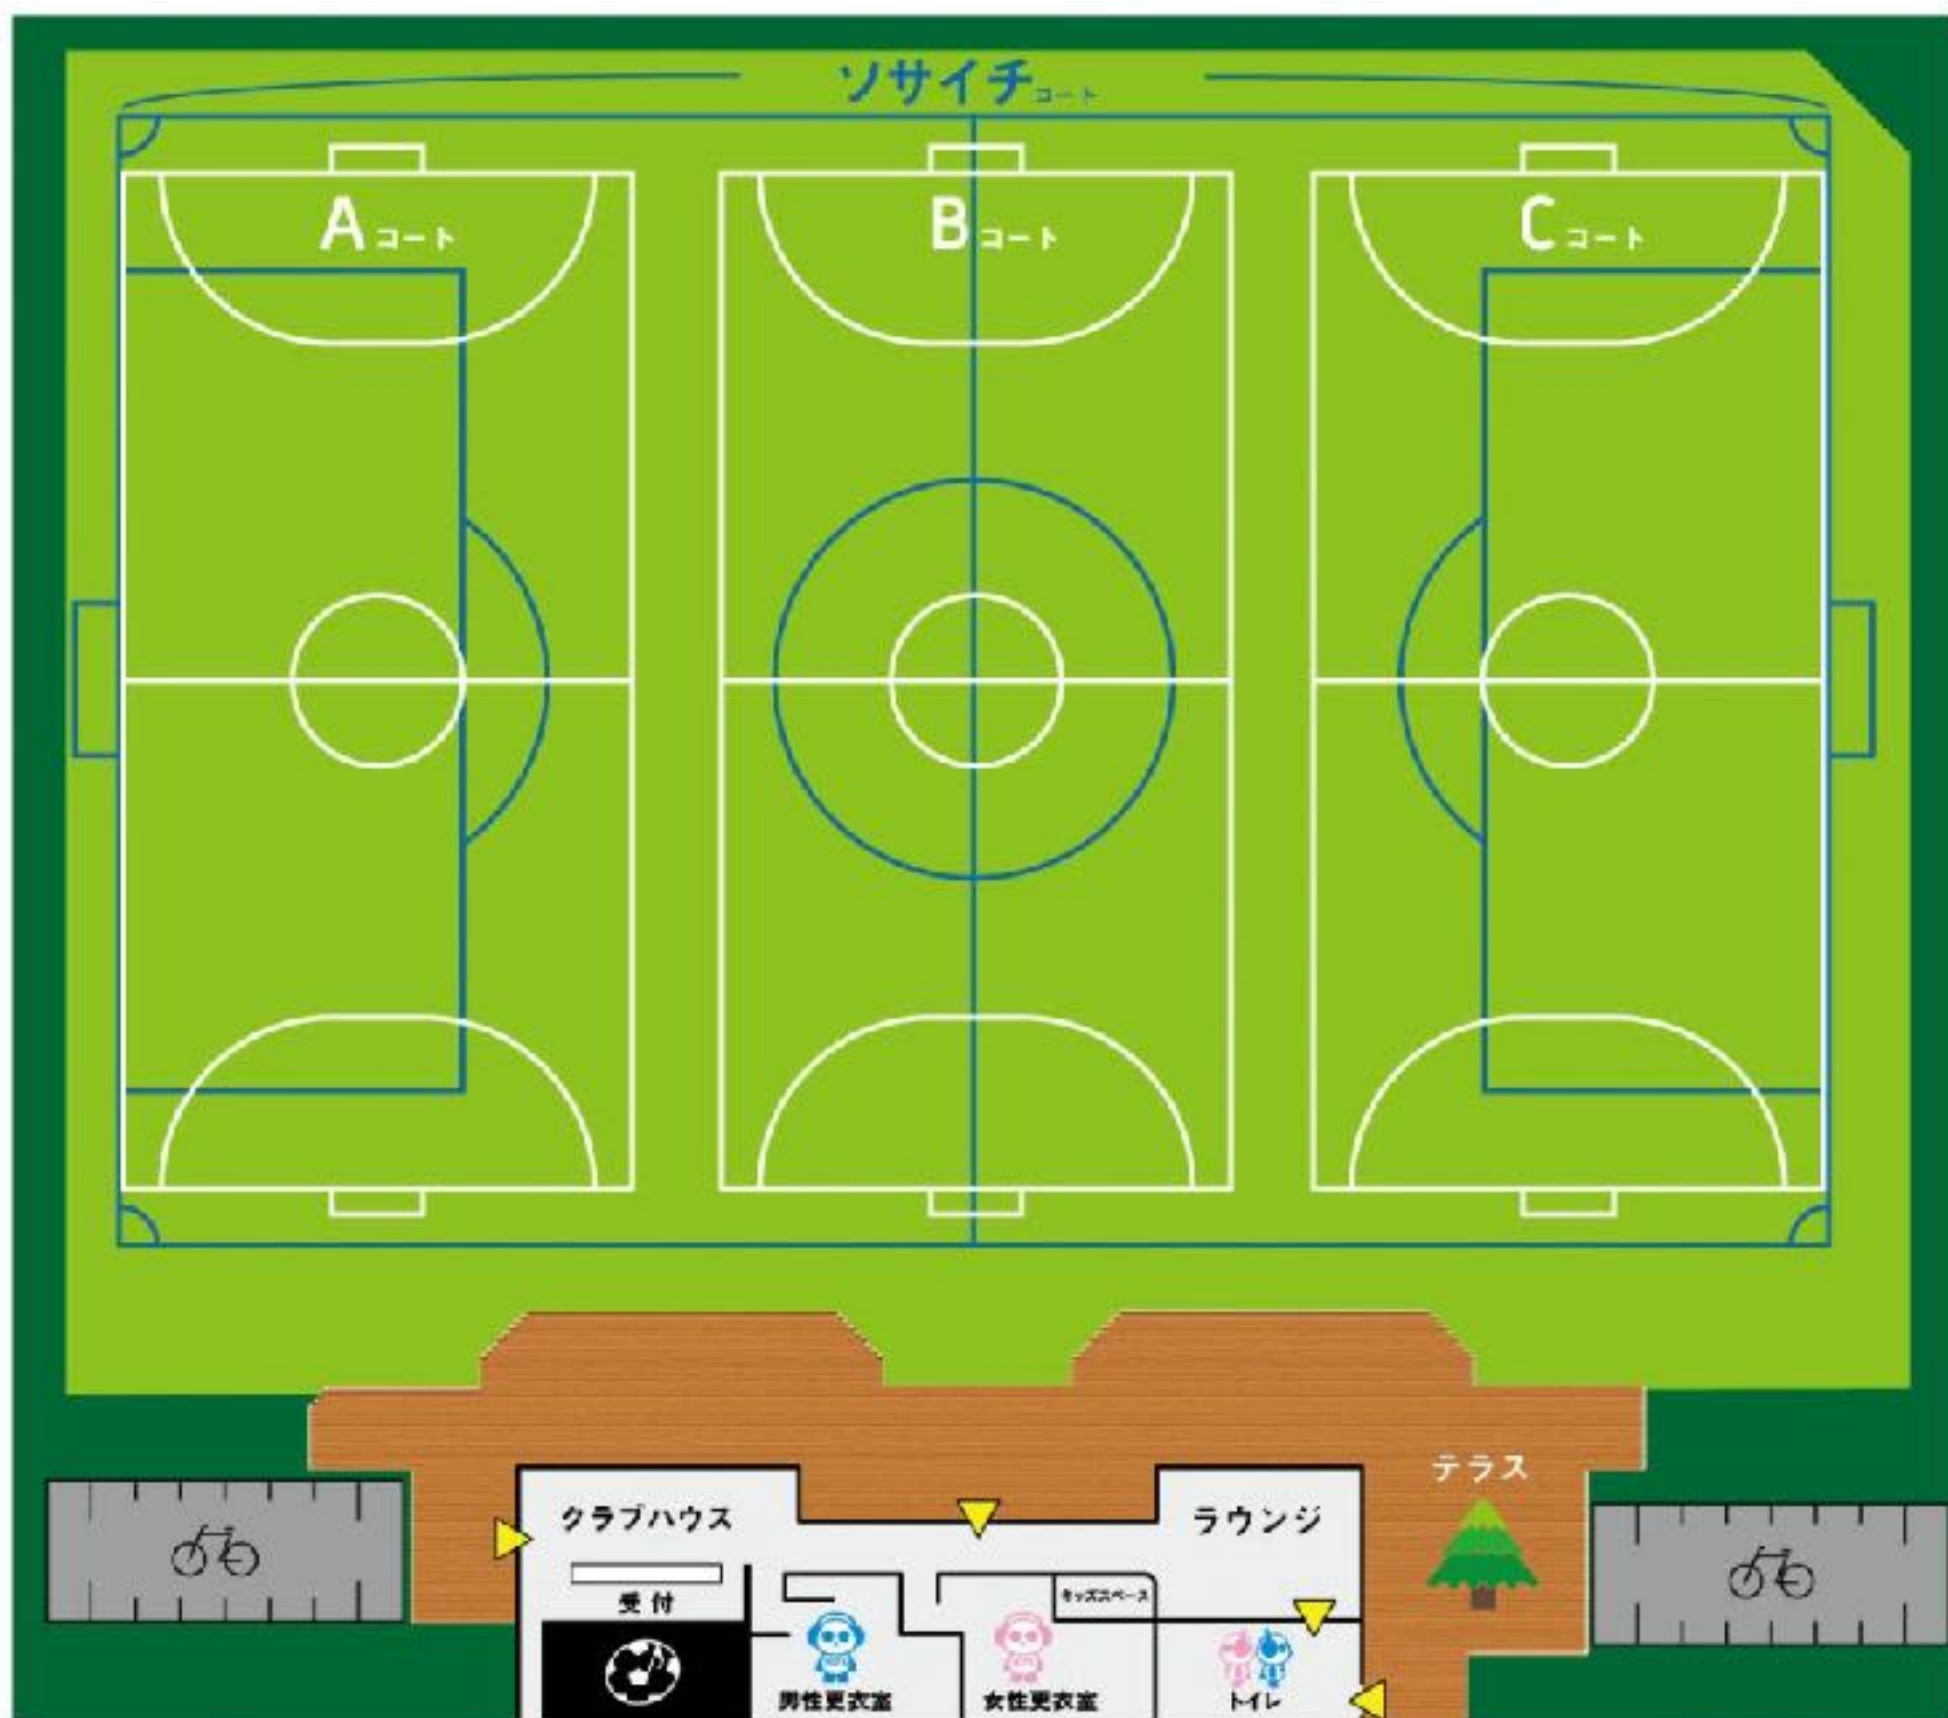 ソサイチコート
Aコート
Bコート
Cコート
テラス
クラブハウス
ラウンジ
受付
キッズスペース
男性更衣室
女性更衣室
トイレ